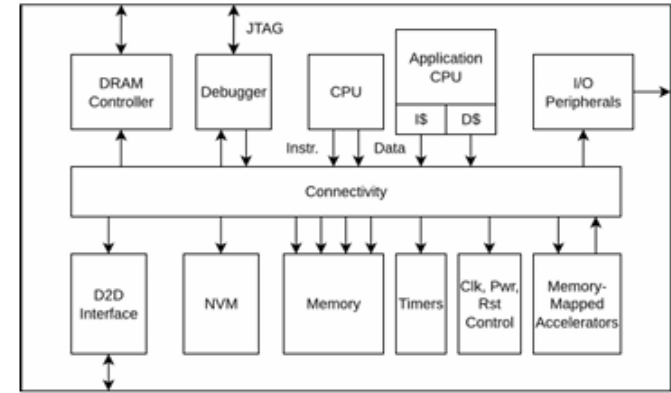 JTAG
DRAM
Controller
Debugger
CPU
Application
CPU
I$
D$
I/O
Peripherals
Instr.
Data
Connectivity
D2D
Interface
NVM
Memory
Timers
Clk, Pwr,
Rst
Control
Memory-
Mapped
Accelerators